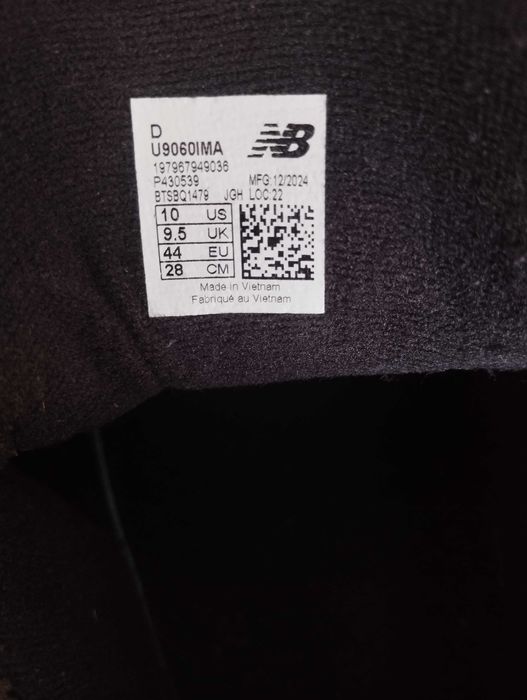 D
U9060IMA
NB
197967949036
P430539 MFG 12/2024
BTSBQ1479 JGH LOC:22
10 US
9.5 UK
44 EU
28 CM
Made in Vietnam
Fabriqué au Vietnam